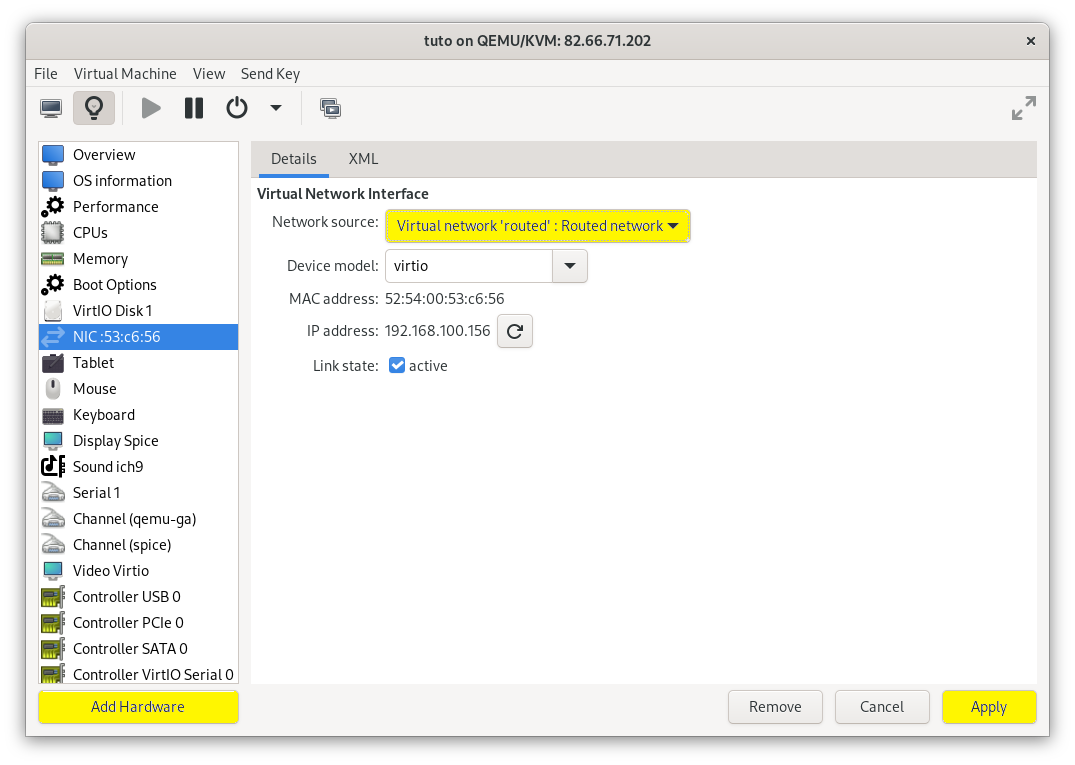 tuto on QEMU/KVM: 82.66.71.202
File Virtual Machine View Send Key
Overview
OS information
Performance
CPUs
Memory
Boot Options
VirtIO Disk 1
NIC :53:c6:56
Tablet
Mouse
Keyboard
Display Spice
Sound ich9
Serial 1
Channel (qemu-ga)
Channel (spice)
Video Virtio
Controller USB 0
Controller PCIe 0
Controller SATA 0
Controller VirtIO Serial 0
Add Hardware
Details XML
Virtual Network Interface
Network source: Virtual network 'routed' : Routed network
Device model: virtio
MAC address: 52:54:00:53:c6:56
IP address: 192.168.100.156
Link state: active
Remove Cancel Apply